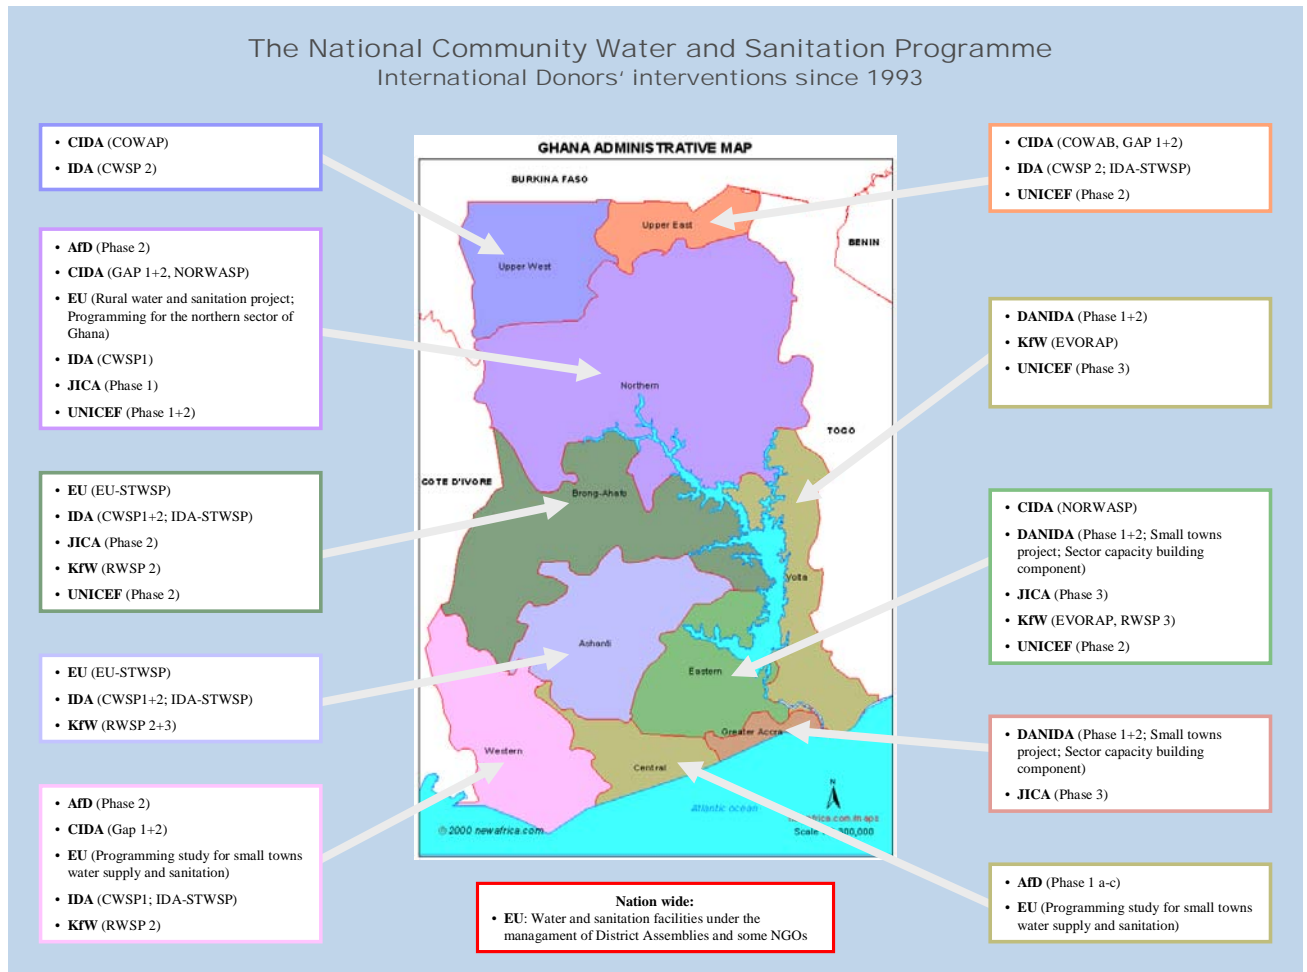 The National Community Water and Sanitation Programme
International Donors‘ interventions since 1993
• CIDA (COWAP)
• IDA (CWSP 2)
• AfD (Phase 2)
• CIDA (GAP 1+2, NORWASP)
• EU (Rural water and sanitation project;
Programming for the northern sector of
Ghana)
• IDA (CWSP1)
• JICA (Phase 1)
• UNICEF (Phase 1+2)
• EU (EU-STWSP)
• IDA (CWSP1+2; IDA-STWSP)
• JICA (Phase 2)
• KfW (RWSP 2)
• UNICEF (Phase 2)
• EU (EU-STWSP)
• IDA (CWSP1+2; IDA-STWSP)
• KfW (RWSP 2+3)
• AfD (Phase 2)
• CIDA (Gap 1+2)
• EU (Programming study for small towns
water supply and sanitation)
• IDA (CWSP1; IDA-STWSP)
• KfW (RWSP 2)
GHANA ADMINISTRATIVE MAP
BURKINA FASO
Upper East
BENIN
Upper West
Northern
TOGO
COTE D'IVORE
Brong-Ahafo
Volta
Ashanti
Eastern
Greater Accra
Western
Central
N
Atlantic ocean
© 2000 newafrica.com
.com/maps
Scale 000,000
Nation wide:
• EU: Water and sanitation facilities under the
managament of District Assemblies and some NGOs
• CIDA (COWAB, GAP 1+2)
• IDA (CWSP 2; IDA-STWSP)
• UNICEF (Phase 2)
• DANIDA (Phase 1+2)
• KfW (EVORAP)
• UNICEF (Phase 3)
• CIDA (NORWASP)
• DANIDA (Phase 1+2; Small towns
project; Sector capacity building
component)
• JICA (Phase 3)
• KfW (EVORAP, RWSP 3)
• UNICEF (Phase 2)
• DANIDA (Phase 1+2; Small towns
project; Sector capacity building
component)
• JICA (Phase 3)
• AfD (Phase 1 a-c)
• EU (Programming study for small towns
water supply and sanitation)